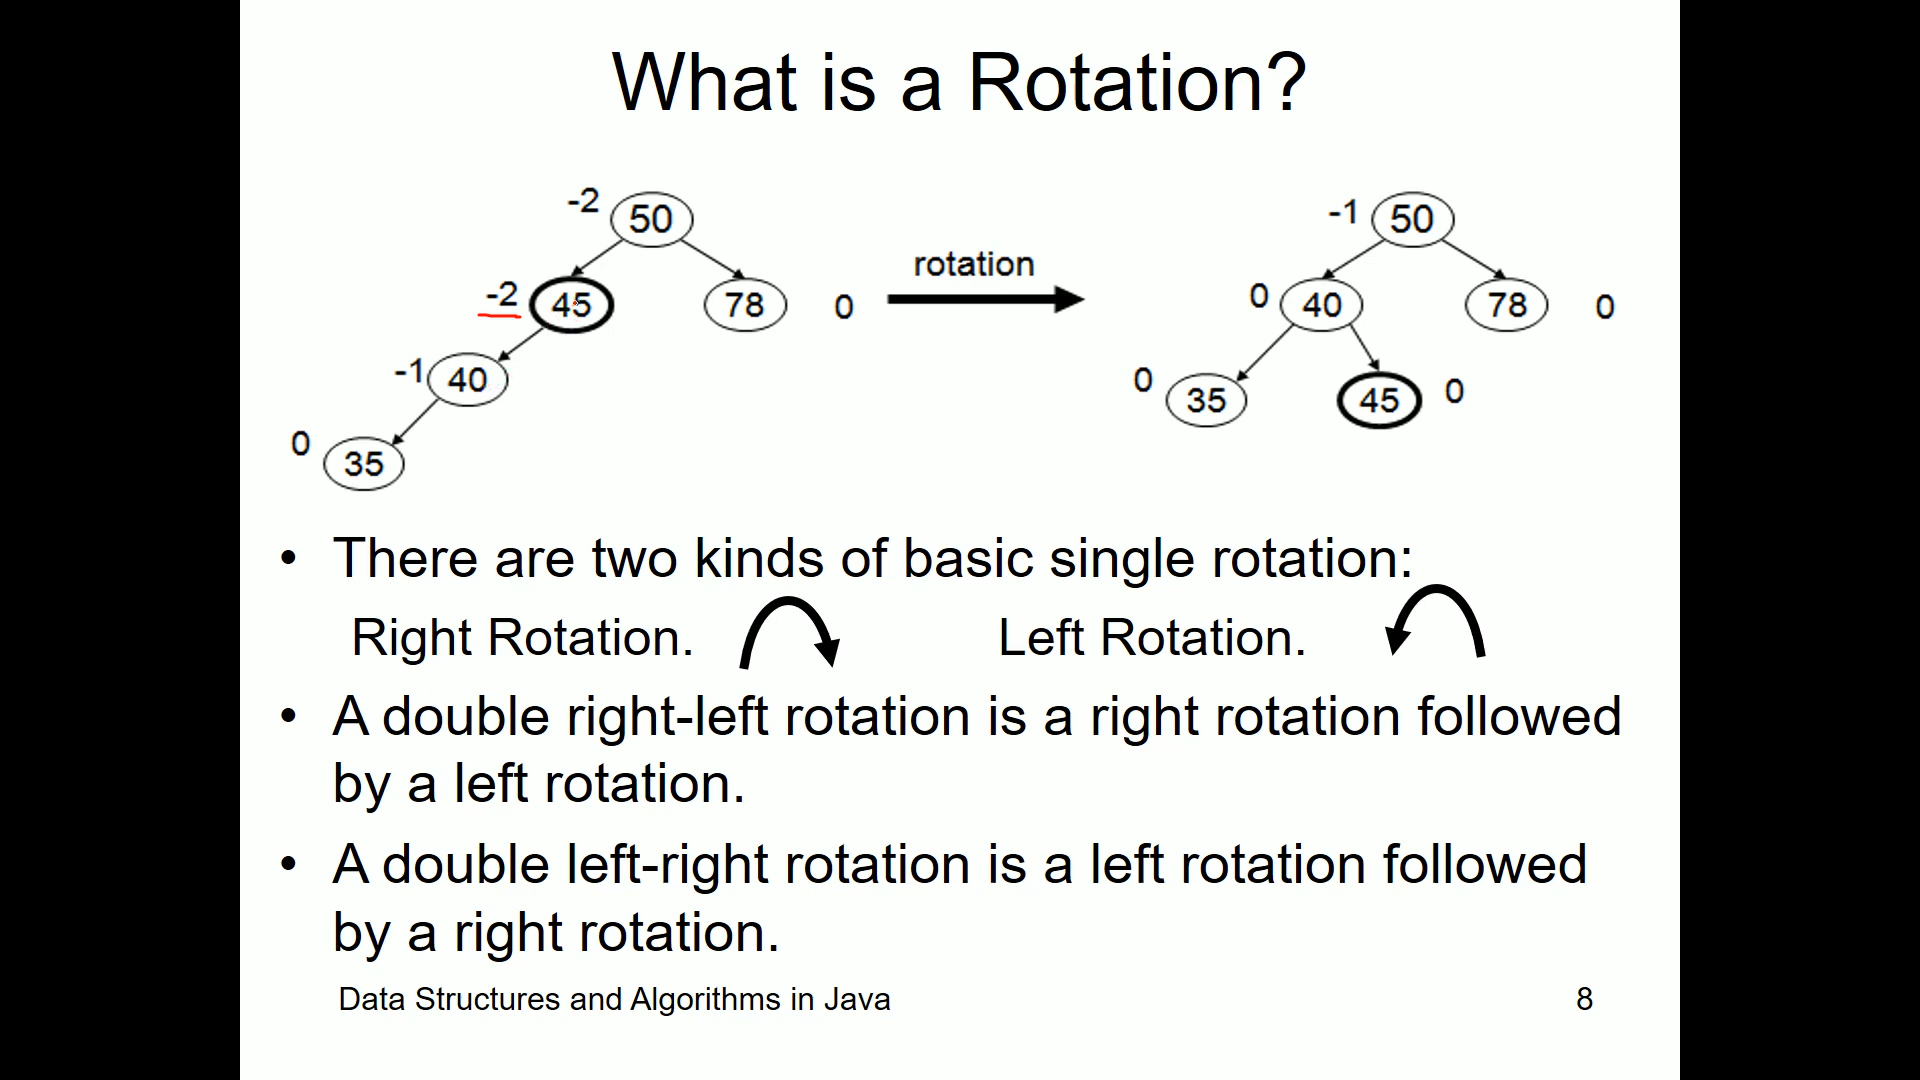 What is a Rotation?
-2 50
-1 50
rotation
-2 45 78 0
0 40 78 0
-1 40
0 35 45 0
0 35
• There are two kinds of basic single rotation:
Right Rotation. Left Rotation.
• A double right-left rotation is a right rotation followed
by a left rotation.
• A double left-right rotation is a left rotation followed
by a right rotation.
Data Structures and Algorithms in Java 8